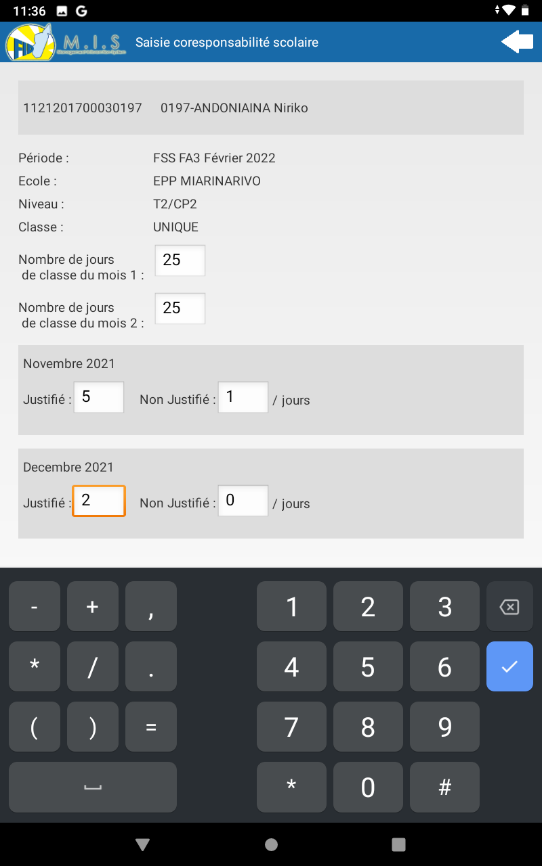 11:36 G
FID M.I.S Saisie coresponsabilité scolaire
1121201700030197 0197-ANDONIAINA Niriko
Période : FSS FA3 Février 2022
Ecole : EPP MIARINARIVO
Niveau : T2/CP2
Classe : UNIQUE
Nombre de jours
de classe du mois 1 : 25
Nombre de jours
de classe du mois 2 : 25
Novembre 2021
Justifié : 5 Non Justifié : 1 / jours
Decembre 2021
Justifié : 2 Non Justifié : 0 / jours
- + , 1 2 3
* / . 4 5 6
( ) = 7 8 9
* 0 #